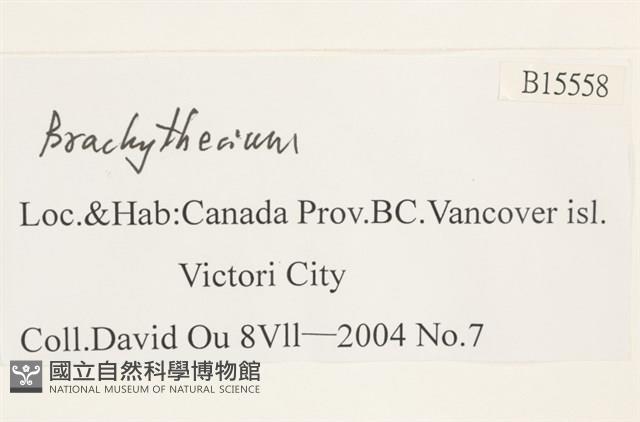 B15558
Brachythecium
Loc.&Hab:Canada Prov.BC.Vancover isl.
Victori City
Coll.David Ou 8Vll—2004 No.7
國立自然科學博物館
NATIONAL MUSEUM OF NATURAL SCIENCE